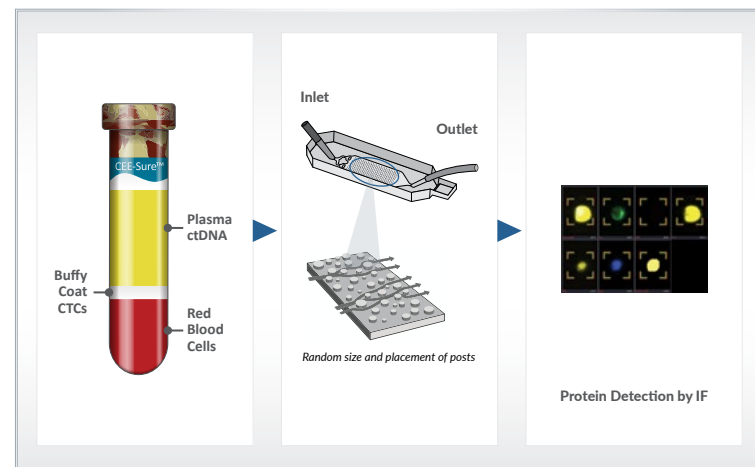 CEE-Sure™
Plasma
ctDNA
Buffy
Coat
CTCs
Red
Blood
Cells
Inlet
Outlet
Random size and placement of posts
Protein Detection by IF